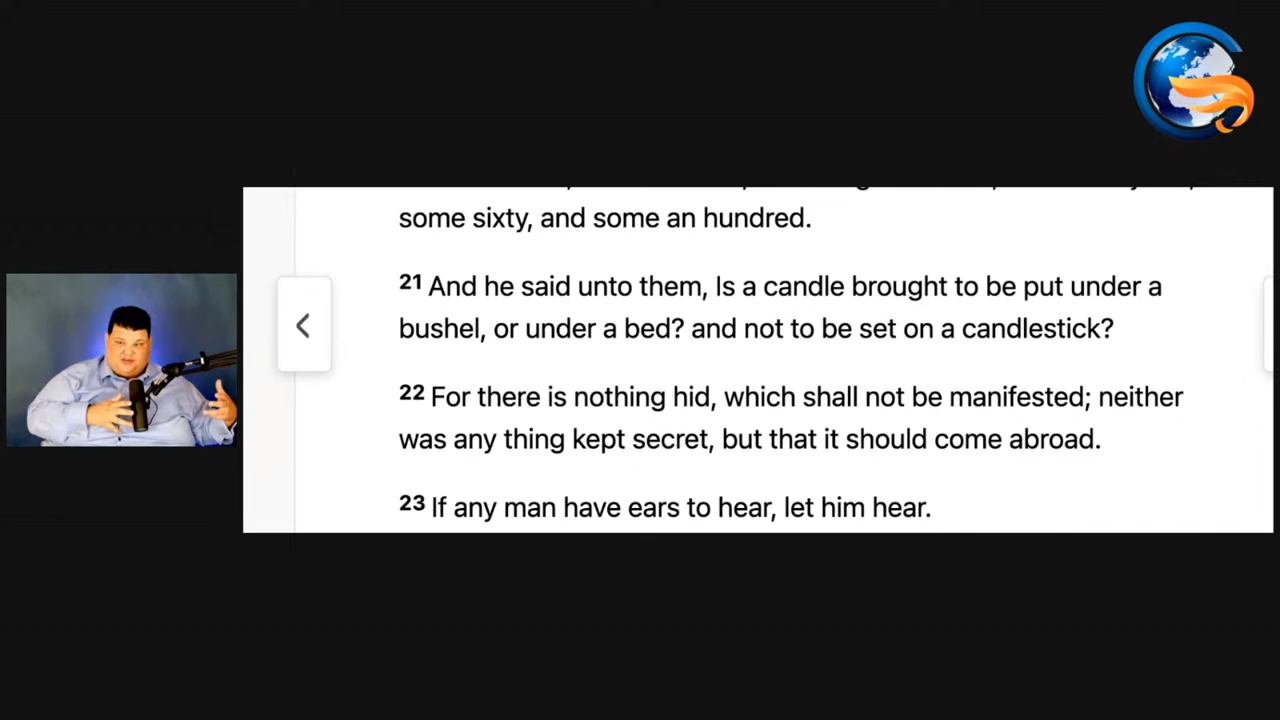 some sixty, and some an hundred.
21 And he said unto them, Is a candle brought to be put under a
bushel, or under a bed? and not to be set on a candlestick?
22 For there is nothing hid, which shall not be manifested; neither
was any thing kept secret, but that it should come abroad.
23 If any man have ears to hear, let him hear.